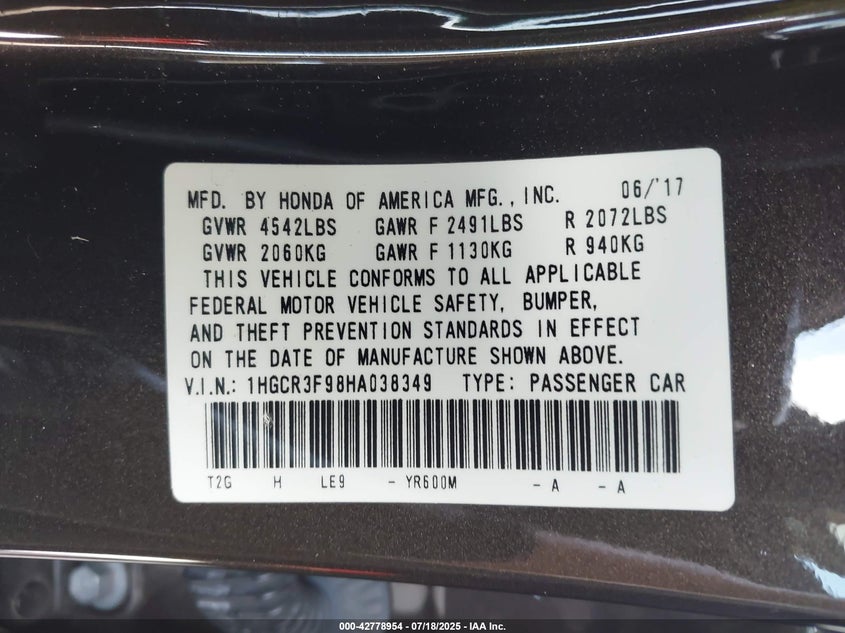 MFD. BY HONDA OF AMERICA MFG., INC. 06/'17
GVWR 4542LBS GAWR F 2491LBS R 2072LBS
GVWR 2060KG GAWR F 1130KG R 940KG
THIS VEHICLE CONFORMS TO ALL APPLICABLE
FEDERAL MOTOR VEHICLE SAFETY, BUMPER,
AND THEFT PREVENTION STANDARDS IN EFFECT
ON THE DATE OF MANUFACTURE SHOWN ABOVE.
V.I.N.: 1HGCR3F98HA038349 TYPE: PASSENGER CAR
T2G H LE9 - YR600M - A - A
000-42778954 - 07/18/2025 - IAA Inc.